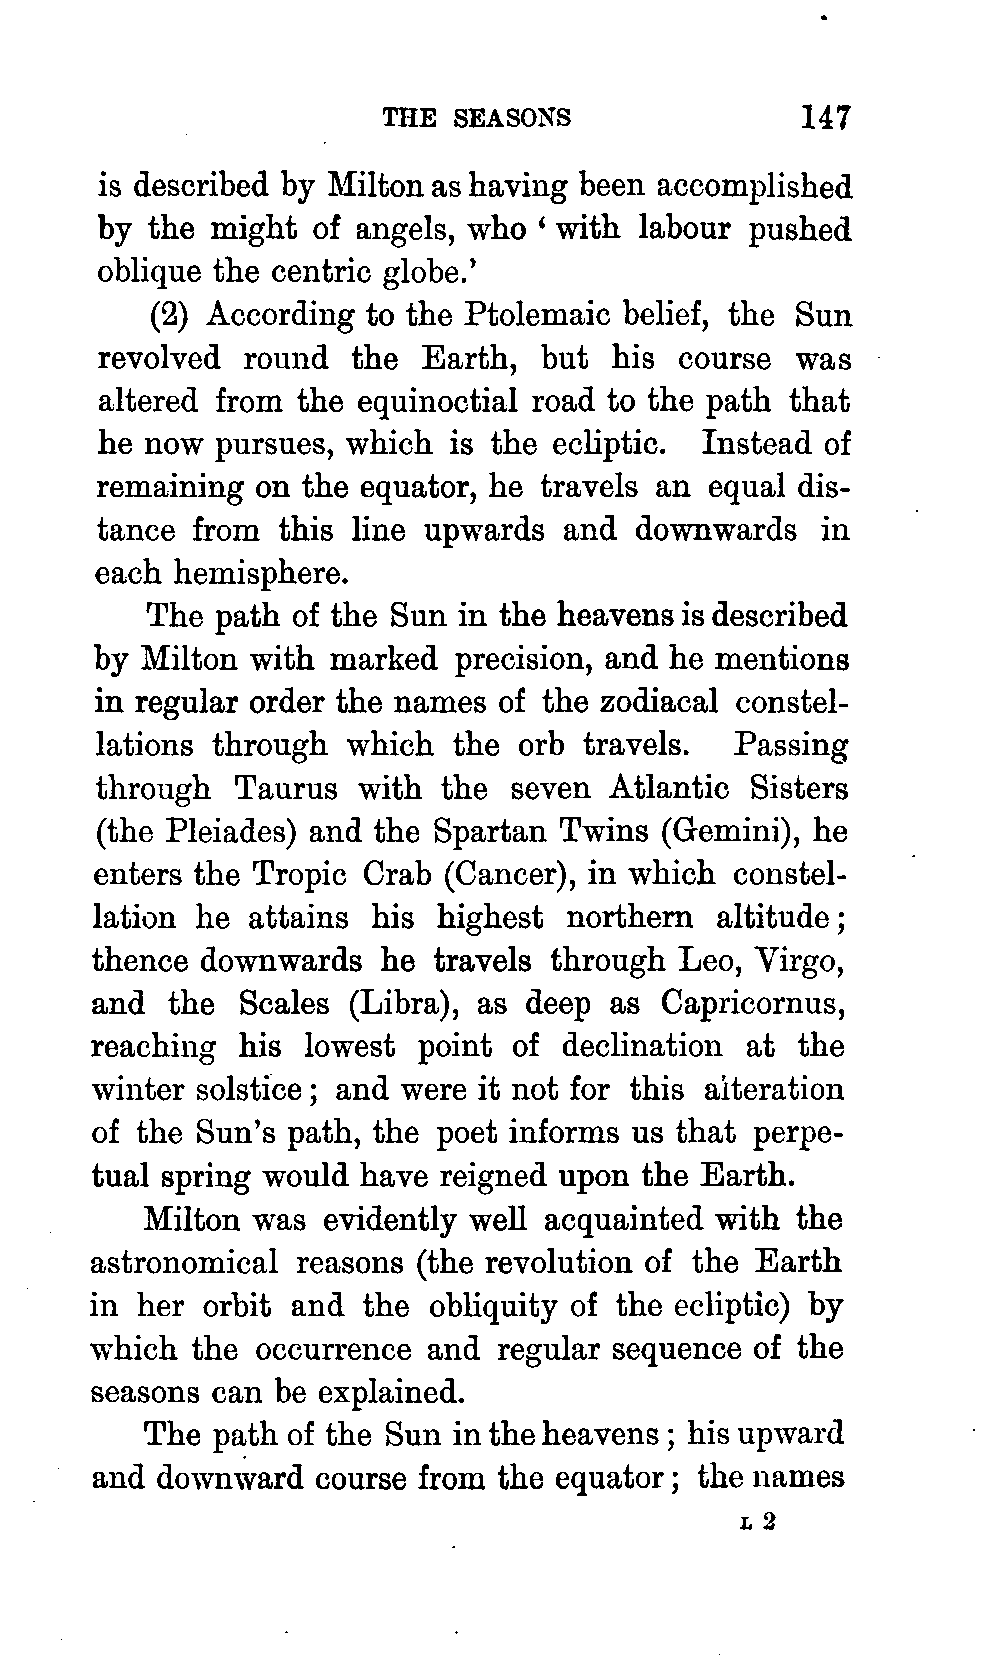 THE SEASONS 147
is described by Milton as having been accomplished
by the might of angels, who ‘ with labour pushed
oblique the centric globe.’
(2) According to the Ptolemaic belief, the Sun
revolved round the Earth, but his course was
altered from the equinoctial road to the path that
he now pursues, which is the ecliptic. Instead of
remaining on the equator, he travels an equal dis-
tance from this line upwards and downwards in
each hemisphere.
The path of the Sun in the heavens is described
by Milton with marked precision, and he mentions
in regular order the names of the zodiacal constel-
lations through which the orb travels. Passing
through Taurus with the seven Atlantic Sisters
(the Pleiades) and the Spartan Twins (Gemini), he
enters the Tropic Crab (Cancer), in which constel-
lation he attains his highest northern altitude;
thence downwards he travels through Leo, Virgo,
and the Scales (Libra), as deep as Capricornus,
reaching his lowest point of declination at the
winter solstice; and were it not for this alteration
of the Sun’s path, the poet informs us that perpe-
tual spring would have reigned upon the Earth.
Milton was evidently well acquainted with the
astronomical reasons (the revolution of the Earth
in her orbit and the obliquity of the ecliptic) by
which the occurrence and regular sequence of the
seasons can be explained.
The path of the Sun in the heavens; his upward
and downward course from the equator; the names
L 2